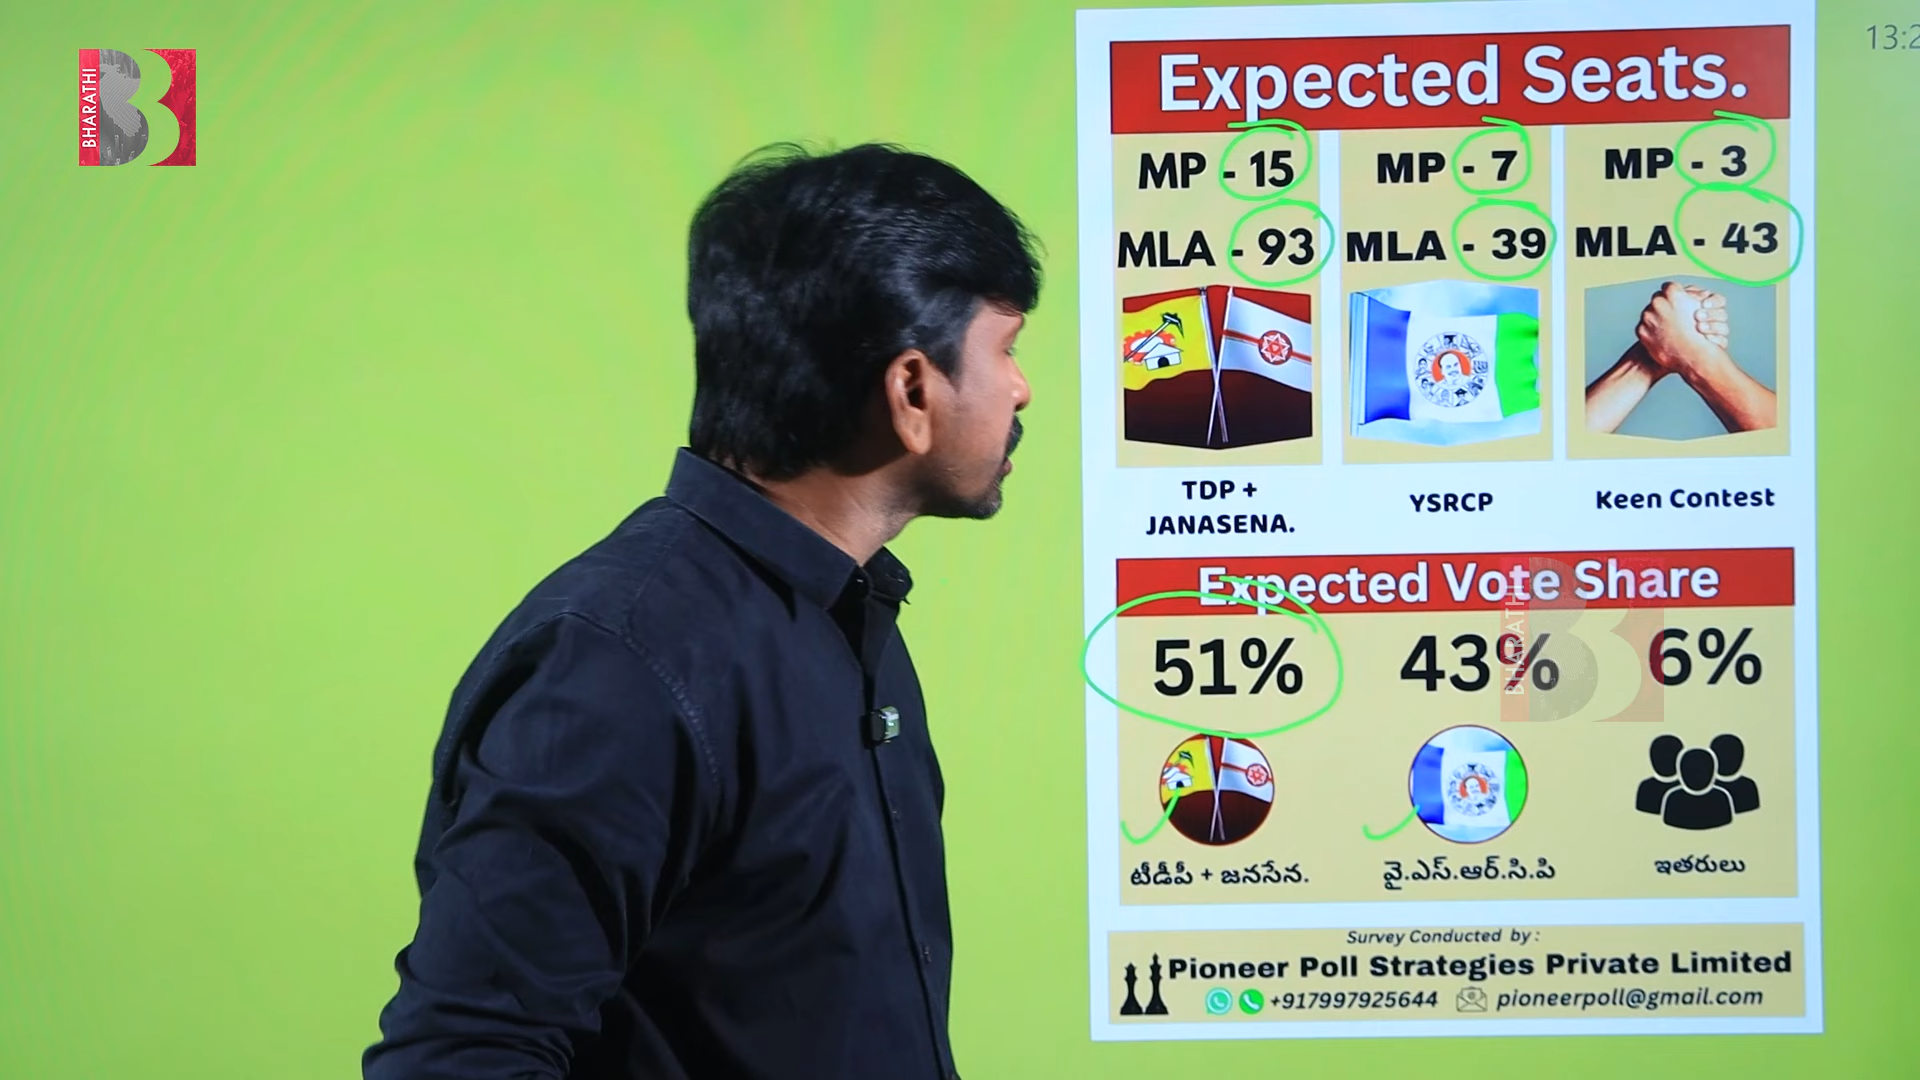 BHARATHI
13:2
Expected Seats.
MP - 15
MP - 7
MP - 3
MLA - 93
MLA - 39
MLA - 43
TDP +
JANASENA.
YSRCP
Keen Contest
Expected Vote Share
51%
43%
6%
BHARATHI
టీడీపీ + జనసేన.
వై.ఎస్.ఆర్.సి.పి
ఇతరులు
Survey Conducted by :
Pioneer Poll Strategies Private Limited
+917997925644
pioneerpoll@gmail.com